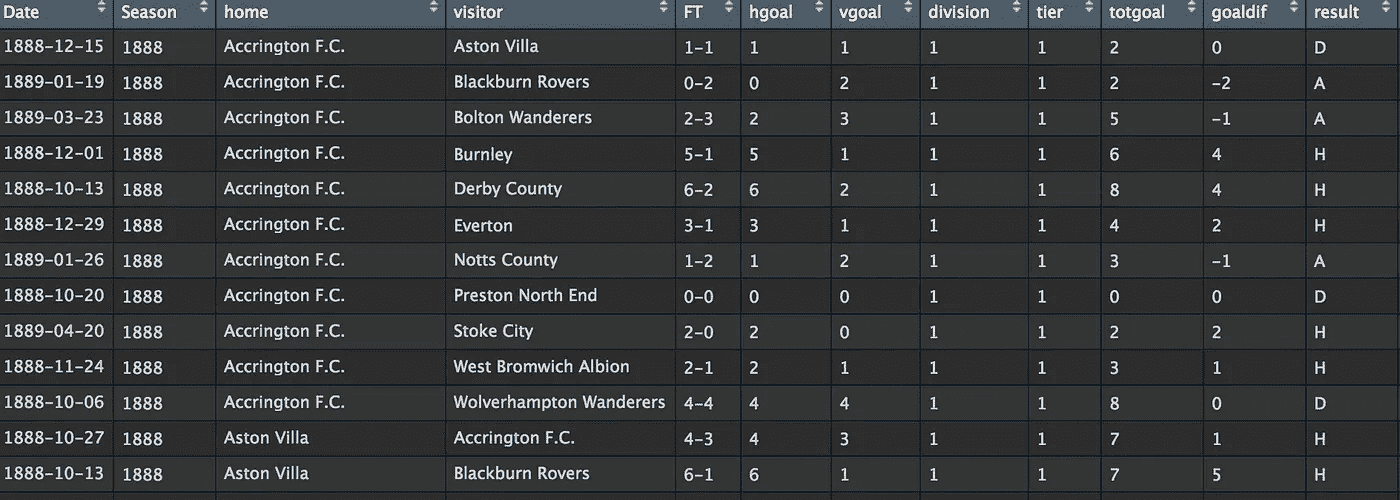 Date Season home visitor FT hgoal vgoal division tier totgoal goaldif result
1888-12-15 1888 Accrington F.C. Aston Villa 1-1 1 1 1 1 2 0 D
1889-01-19 1888 Accrington F.C. Blackburn Rovers 0-2 0 2 1 1 2 -2 A
1889-03-23 1888 Accrington F.C. Bolton Wanderers 2-3 2 3 1 1 5 -1 A
1888-12-01 1888 Accrington F.C. Burnley 5-1 5 1 1 1 6 4 H
1888-10-13 1888 Accrington F.C. Derby County 6-2 6 2 1 1 8 4 H
1888-12-29 1888 Accrington F.C. Everton 3-1 3 1 1 1 4 2 H
1889-01-26 1888 Accrington F.C. Notts County 1-2 1 2 1 1 3 -1 A
1888-10-20 1888 Accrington F.C. Preston North End 0-0 0 0 1 1 0 0 D
1889-04-20 1888 Accrington F.C. Stoke City 2-0 2 0 1 1 2 2 H
1888-11-24 1888 Accrington F.C. West Bromwich Albion 2-1 2 1 1 1 3 1 H
1888-10-06 1888 Accrington F.C. Wolverhampton Wanderers 4-4 4 4 1 1 8 0 D
1888-10-27 1888 Aston Villa Accrington F.C. 4-3 4 3 1 1 7 1 H
1888-10-13 1888 Aston Villa Blackburn Rovers 6-1 6 1 1 1 7 5 H